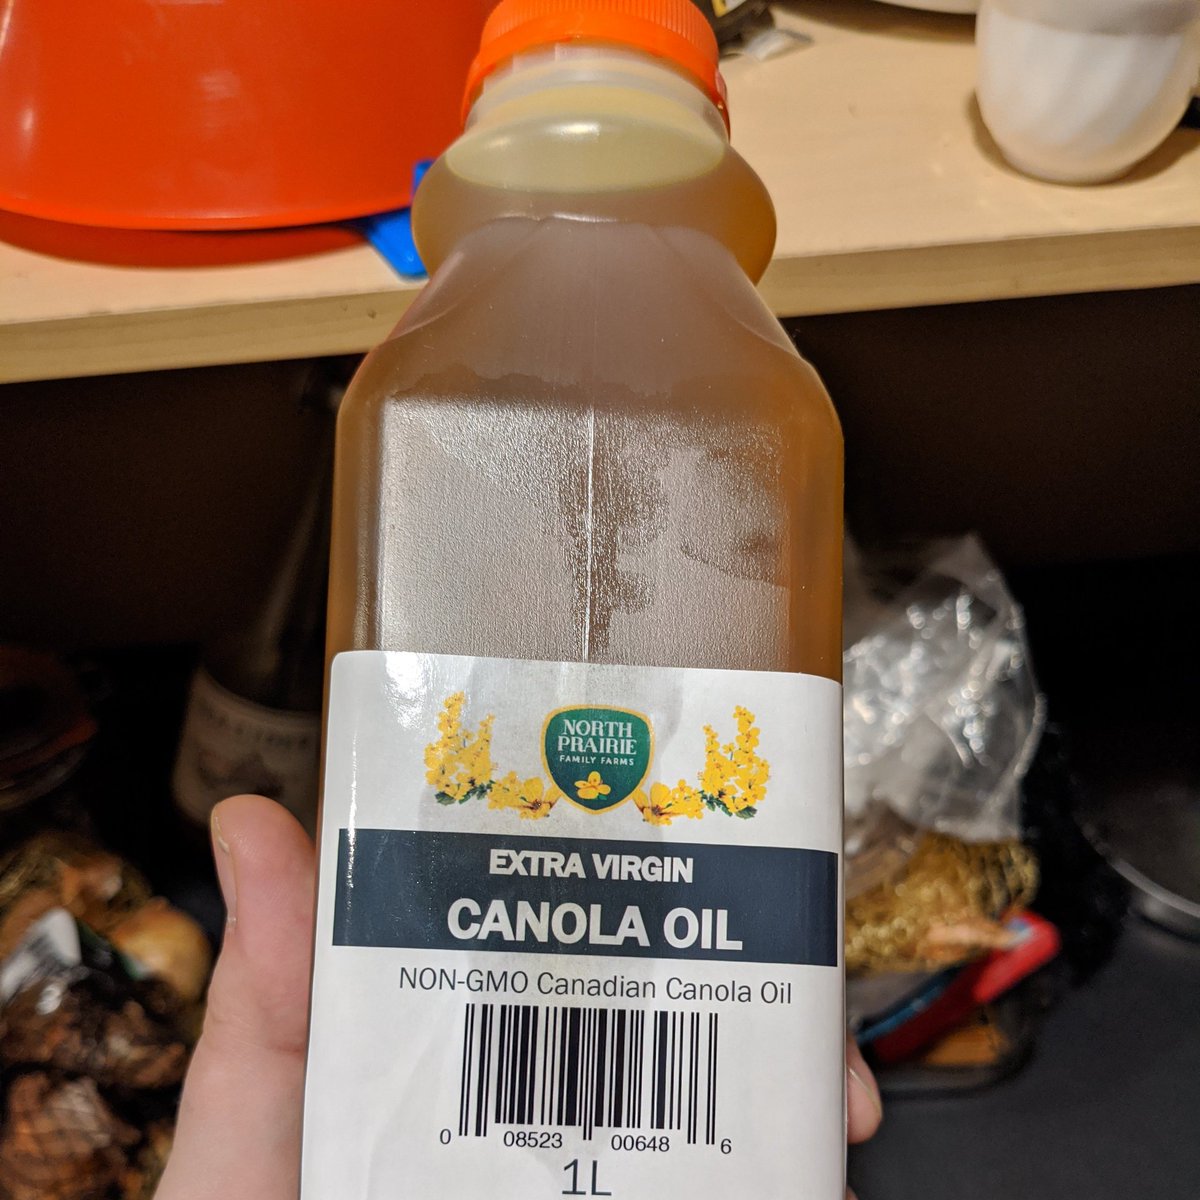 NORTH
PRAIRIE
FAMILY FARMS
EXTRA VIRGIN
CANOLA OIL
NON-GMO Canadian Canola Oil
0 08523 00648 6
1L